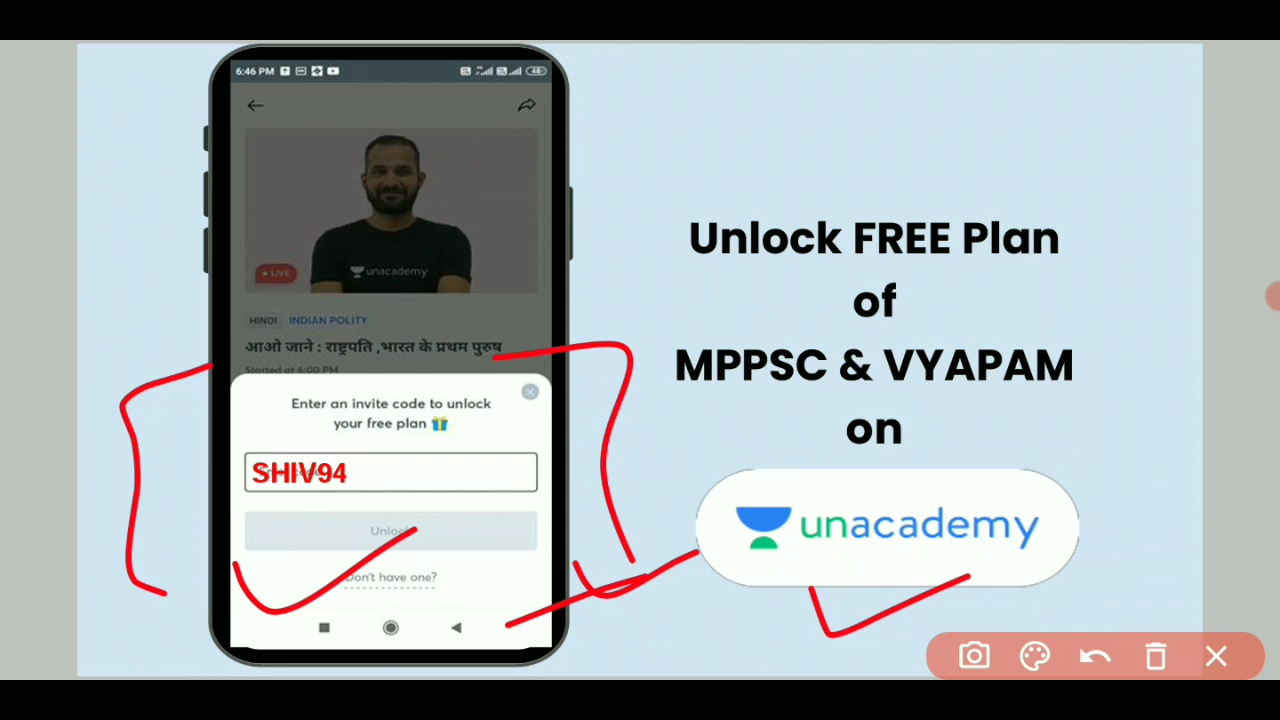 6:46 PM
48
unacademy
LIVE
HINDI INDIAN POLITY
आओ जाने : राष्ट्रपति ,भारत के प्रथम पुरुष
Started at 6:00 PM
Enter an invite code to unlock
your free plan
SHIV94
Unlock
Don't have one?
Unlock FREE Plan
of
MPPSC & VYAPAM
on
unacademy